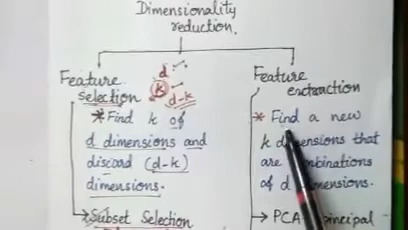 Dimensionality
reduction.
Feature
selection
d
k
d-k
* Find k of
d dimensions and
discard (d-k)
dimensions.
→ Subset Selection
Feature
extraction
* Find a new
k dimensions that
are combinations
of d dimensions.
→ PCA